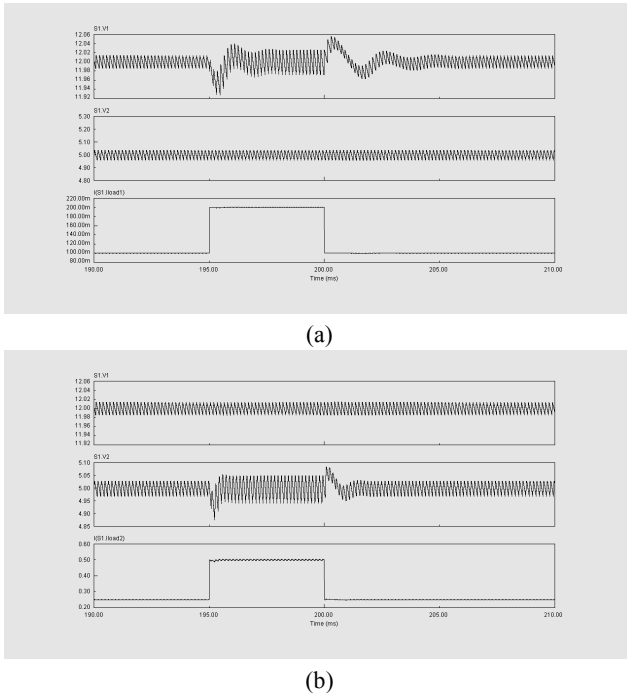 S1.V1
12.06
12.04
12.02
12.00
11.98
11.96
11.94
11.92
S1.V2
5.30
5.20
5.10
5.00
4.90
4.80
I(S1.Iload1)
220.00m
200.00m
180.00m
160.00m
140.00m
120.00m
100.00m
80.00m
190.00 195.00 200.00 205.00 210.00
Time (ms)
(a)
S1.V1
12.06
12.04
12.02
12.00
11.98
11.96
11.94
11.92
S1.V2
5.10
5.05
5.00
4.95
4.90
4.85
I(S1.Iload2)
0.60
0.50
0.40
0.30
0.20
190.00 195.00 200.00 205.00 210.00
Time (ms)
(b)